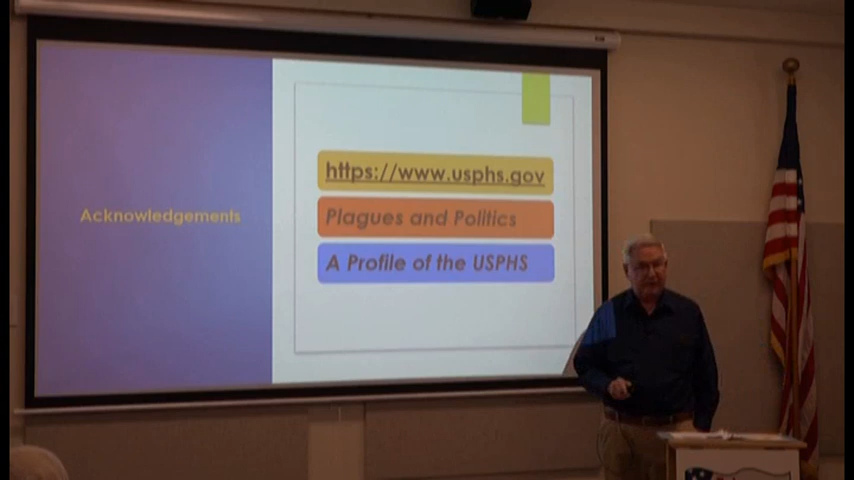 Acknowledgements
https://www.usphs.gov
Plagues and Politics
A Profile of the USPHS